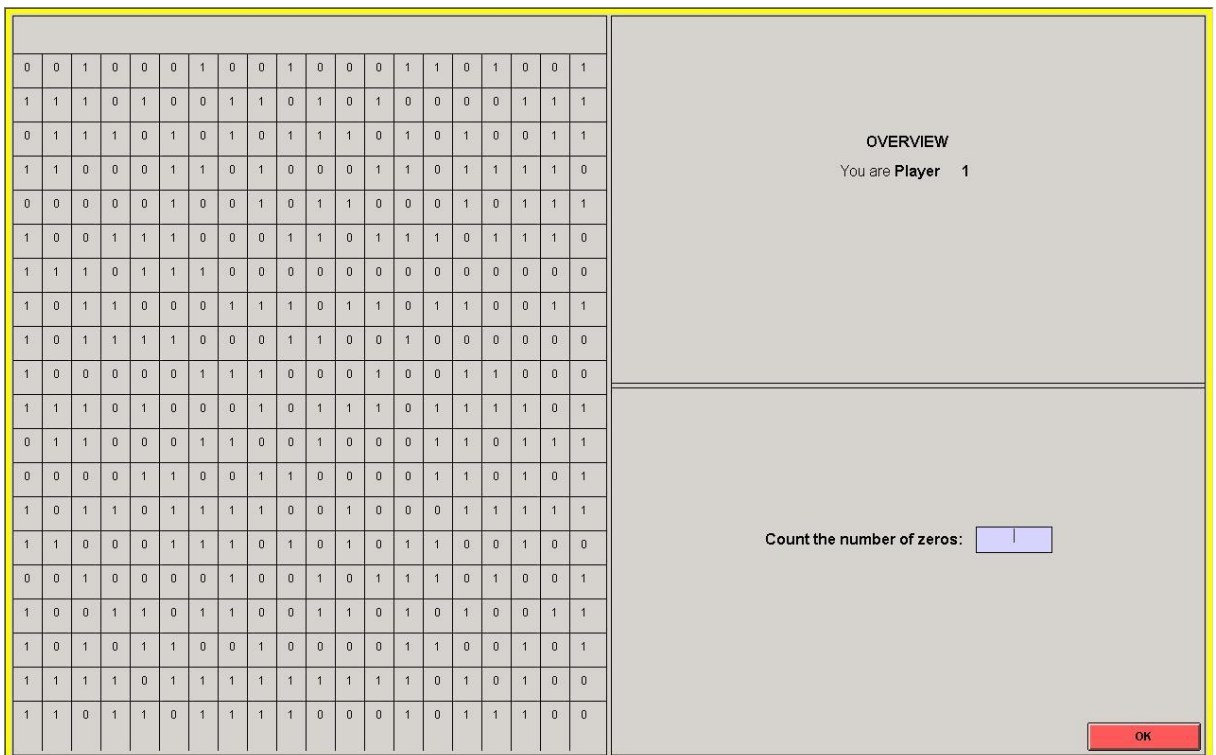 0 0 1 0 0 0 1 0 0 1 0 0 0 1 1 0 1 0 0 1
1 1 1 0 1 0 0 1 1 0 1 0 1 0 0 0 0 1 1 1
0 1 1 1 0 1 0 1 0 1 1 1 0 1 0 1 0 0 1 1
1 1 0 0 0 1 1 0 1 0 0 0 1 1 0 1 1 1 1 0
0 0 0 0 0 1 0 0 1 0 1 1 0 0 0 1 0 1 1 1
1 0 0 1 1 1 0 0 0 1 1 0 1 1 1 0 1 1 1 0
1 1 1 0 1 1 1 0 0 0 0 0 0 0 0 0 0 0 0 0
1 0 1 1 0 0 0 1 1 1 0 1 1 0 1 1 0 0 1 1
1 0 1 1 1 1 0 0 0 1 1 0 0 1 0 0 0 0 0 0
1 0 0 0 0 0 1 1 1 0 0 0 1 0 0 1 1 0 0 0
1 1 1 0 1 0 0 0 1 0 1 1 1 0 1 1 1 1 0 1
0 1 1 0 0 0 1 1 0 0 1 0 0 0 1 1 0 1 1 1
0 0 0 0 1 1 0 0 1 1 0 0 0 0 1 1 0 1 0 1
1 0 1 1 0 1 1 1 1 0 0 1 0 0 0 1 1 1 1 1
1 1 0 0 0 1 1 1 0 1 0 1 0 1 1 0 0 1 0 0
0 0 1 0 0 0 0 1 0 0 1 0 1 1 1 0 1 0 0 1
1 0 0 1 1 0 1 1 0 0 1 1 0 1 0 1 0 0 1 1
1 0 1 0 1 1 0 0 1 0 0 0 0 1 1 0 0 1 0 1
1 1 1 1 0 1 1 1 1 1 1 1 1 1 0 1 0 1 0 0
1 1 0 1 1 0 1 1 1 1 0 0 0 1 0 1 1 1 0 0
OVERVIEW
You are Player 1
Count the number of zeros:
OK